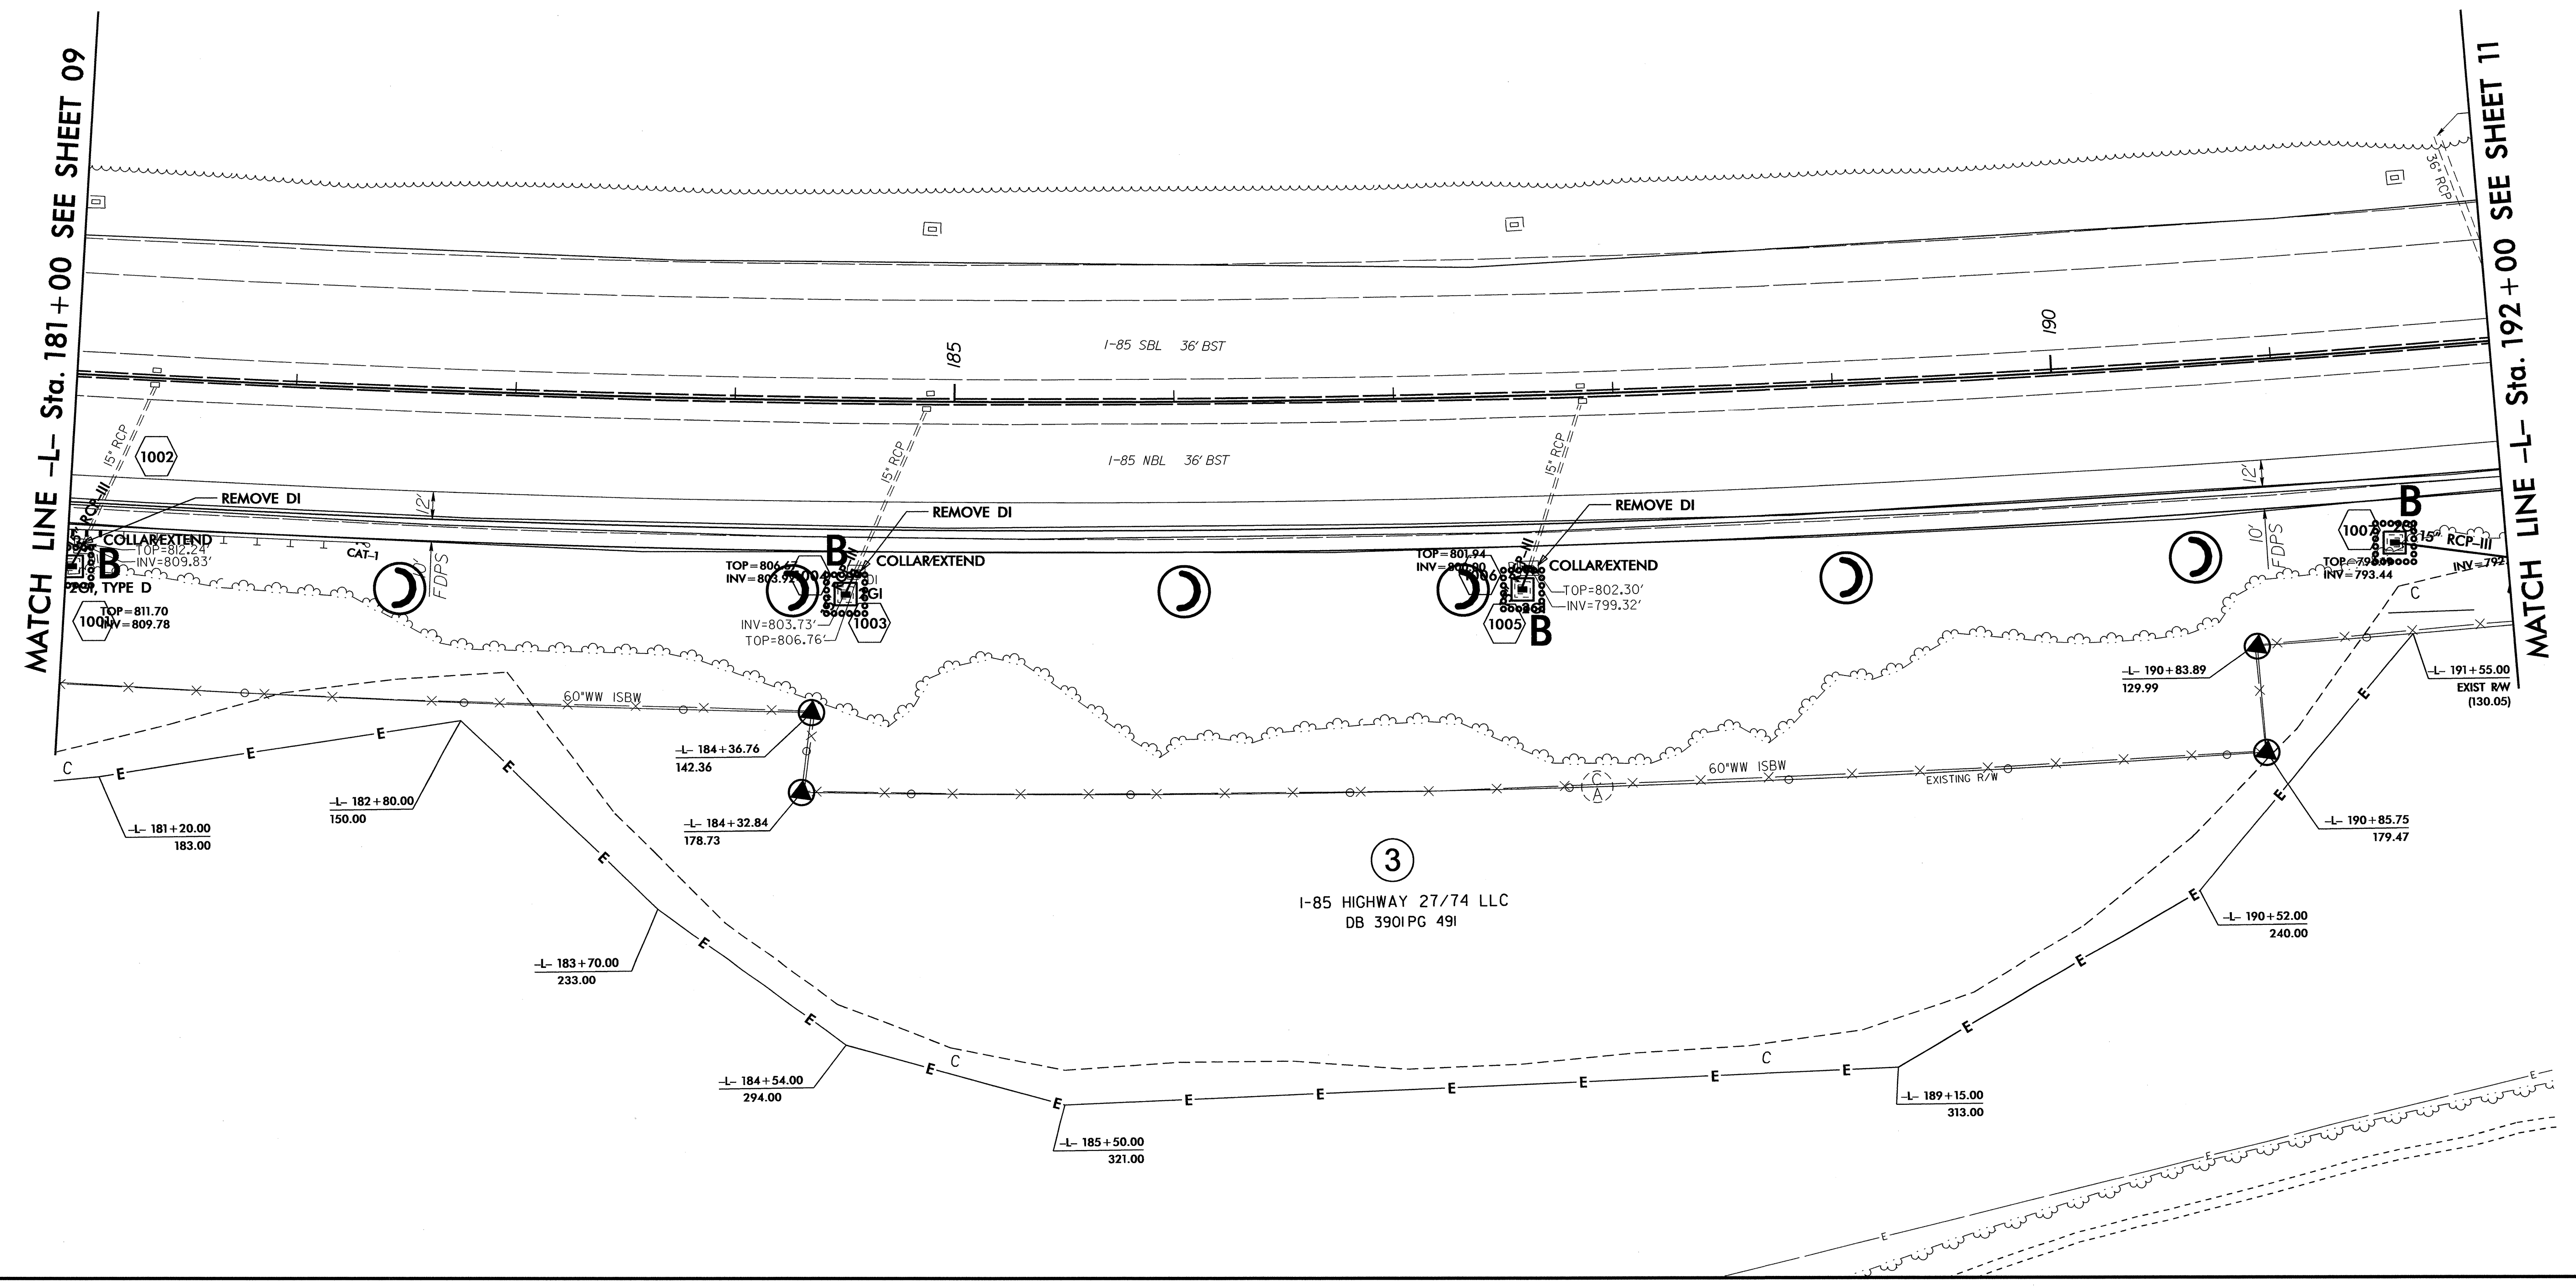 MATCH LINE -L- Sta. 181+00 SEE SHEET 09
MATCH LINE -L- Sta. 192+00 SEE SHEET 11
36" RCP
185
190
I-85 SBL 36' BST
I-85 NBL 36' BST
15" RCP
15" RCP
15" RCP
1002
12'
12'
REMOVE DI
REMOVE DI
REMOVE DI
COLLAR/EXTEND
TOP=812.24'
INV=809.83'
B
2GI, TYPE D
TOP=811.70
INV=809.78
1001
CAT-1
10'
FDPS
TOP=806.67
INV=803.92
B
COLLAR/EXTEND
INV=803.73'
TOP=806.76'
1003
TOP=801.94
COLLAR/EXTEND
TOP=802.30'
INV=799.32'
1005
B
10'
FDPS
1007
B
INV=793.44
15" RCP-III
INV=792
C
60"WW ISBW
-L- 184+36.76
142.36
-L- 184+32.84
178.73
-L- 190+83.89
129.99
-L- 191+55.00
EXIST R/W
(130.05)
60"WW ISBW
EXISTING R/W
C
A
-L- 190+85.75
179.47
C
E
E
E
-L- 181+20.00
183.00
-L- 182+80.00
150.00
E
E
-L- 183+70.00
233.00
E
E
-L- 184+54.00
294.00
3
I-85 HIGHWAY 27/74 LLC
DB 3901 PG 491
E
E
E
-L- 190+52.00
240.00
E
E
C
C
E
E
E
E
E
E
E
E
-L- 185+50.00
321.00
-L- 189+15.00
313.00
E
E
E